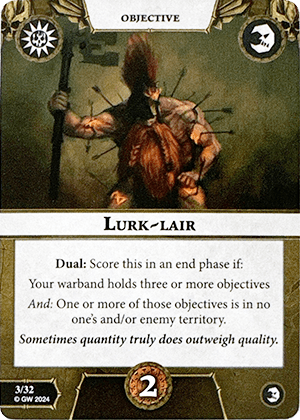 OBJECTIVE
LURK-LAIR
Dual: Score this in an end phase if:
Your warband holds three or more objectives
And: One or more of those objectives is in no
one's and/or enemy territory.
Sometimes quantity truly does outweigh quality.
3/32
© GW 2024
2